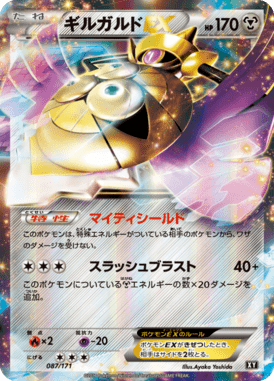 たね
ギルガルドEX HP170
とくせい
特性 マイティシールド
このポケモンは、特殊エネルギーがついている相手のポケモンから、ワザのダメージを受けない。
スラッシュブラスト 40+
このポケモンについているエネルギーの数×20ダメージを追加。
弱点 ×2 抵抗力 -20
にげる
ポケモンEXのルール
ポケモンEXがきぜつしたとき、相手はサイドを2枚とる。
087/171
Illus.Ayaka Yoshida
XY